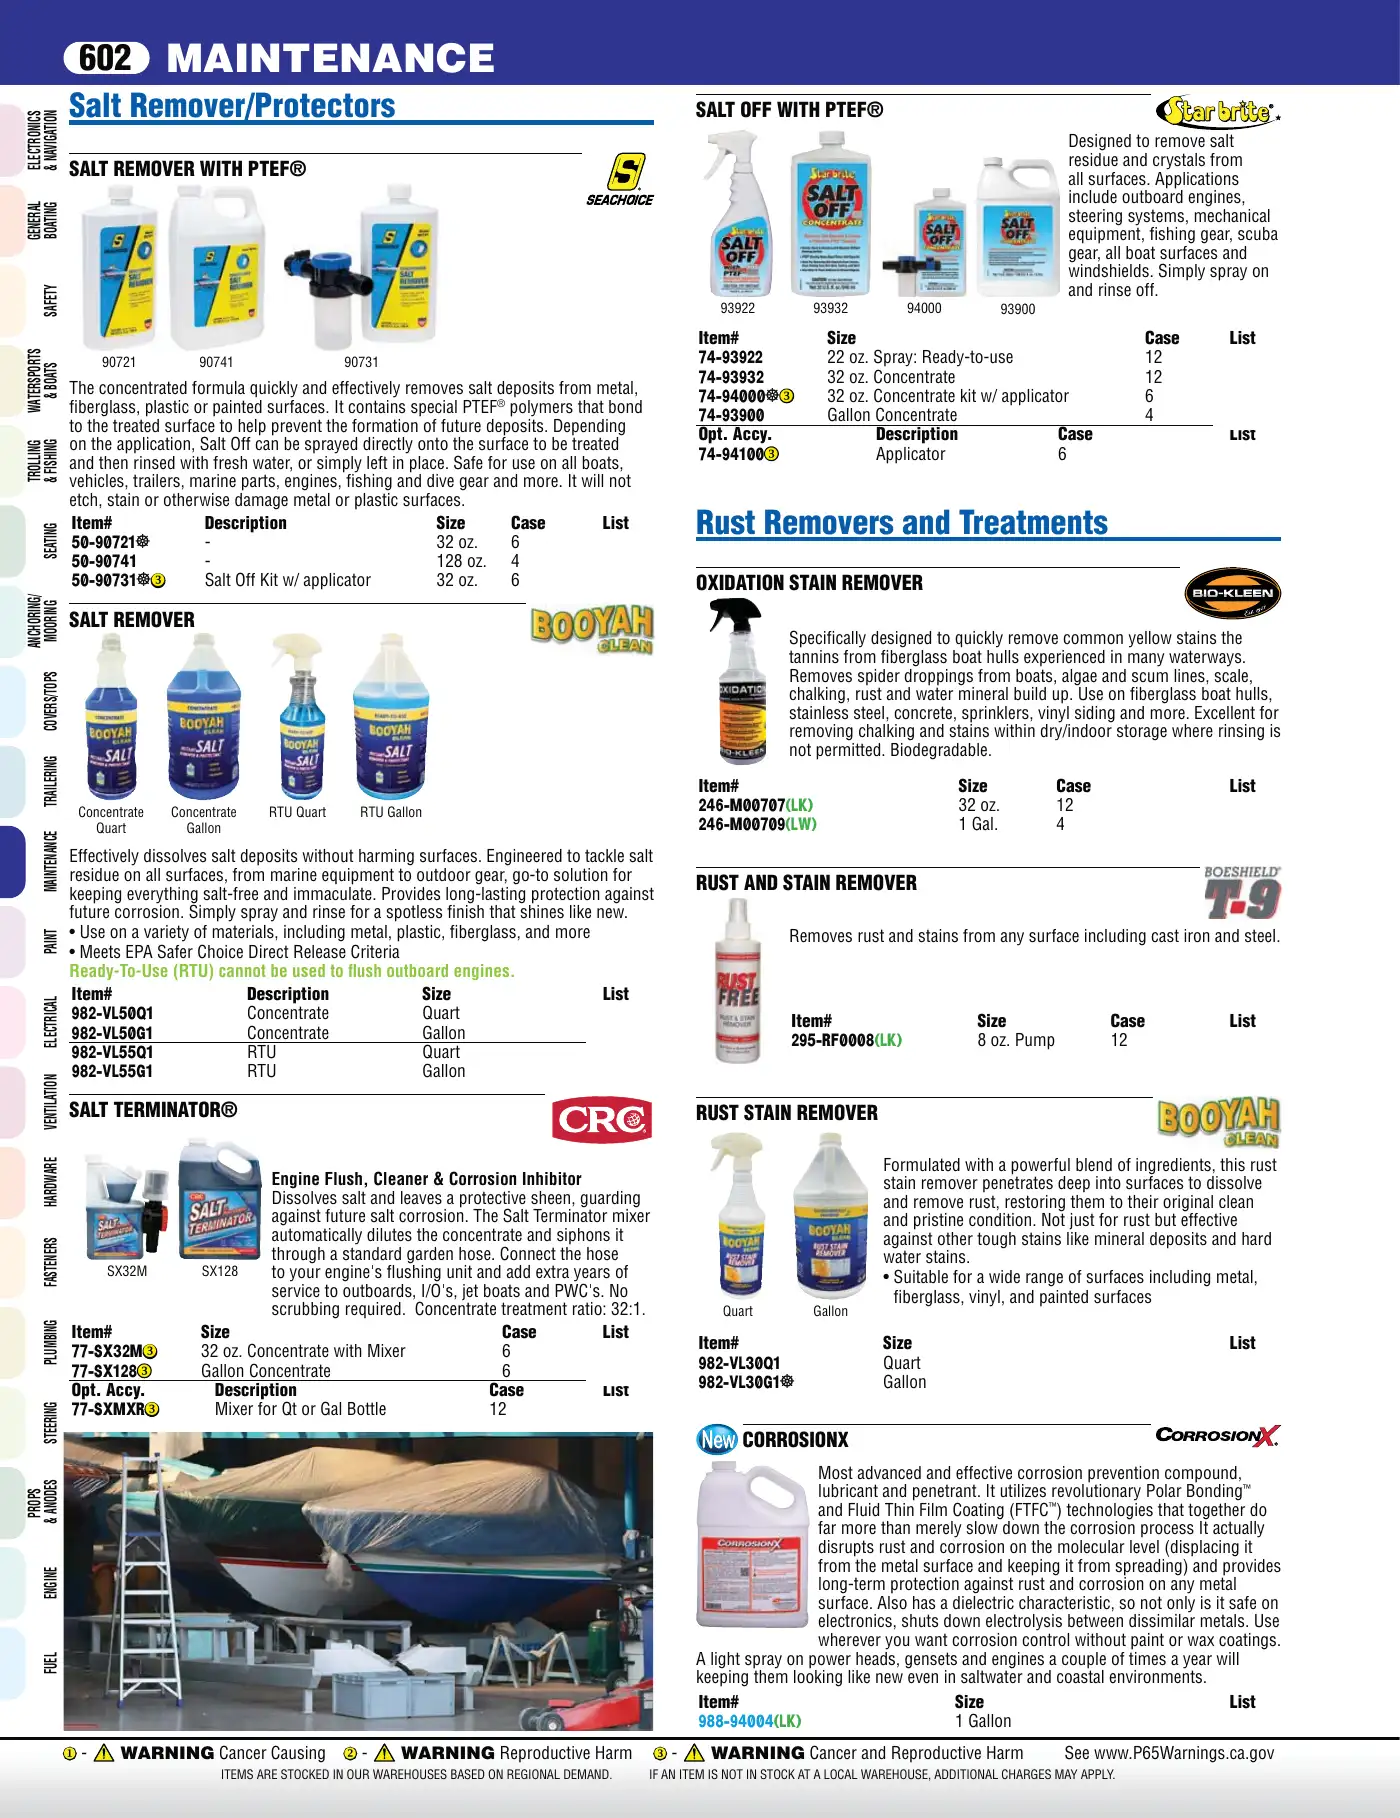 602 MAINTENANCE
ELECTRONICS
& NAVIGATION
GENERAL
BOATING
SAFETY
WATERSPORTS
& BOATS
TROLLING
& FISHING
SEATING
ANCHORING/
MOORING
COVERS/TOPS
TRAILERING
MAINTENANCE
PAINT
ELECTRICAL
VENTILATION
HARDWARE
FASTENERS
PLUMBING
STEERING
PROPS
& ANODES
ENGINE
FUEL
Salt Remover/Protectors
SALT REMOVER WITH PTEF®
SEACHOICE
90721 90741 90731
The concentrated formula quickly and effectively removes salt deposits from metal,
fiberglass, plastic or painted surfaces. It contains special PTEF® polymers that bond
to the treated surface to help prevent the formation of future deposits. Depending
on the application, Salt Off can be sprayed directly onto the surface to be treated
and then rinsed with fresh water, or simply left in place. Safe for use on all boats,
vehicles, trailers, marine parts, engines, fishing and dive gear and more. It will not
etch, stain or otherwise damage metal or plastic surfaces.
Item# Description Size Case List
50-90721 - 32 oz. 6
50-90741 - 128 oz. 4
50-90731 3 Salt Off Kit w/ applicator 32 oz. 6
SALT REMOVER
BOOYAH
CLEAN
Concentrate Concentrate RTU Quart RTU Gallon
Quart Gallon
Effectively dissolves salt deposits without harming surfaces. Engineered to tackle salt
residue on all surfaces, from marine equipment to outdoor gear, go-to solution for
keeping everything salt-free and immaculate. Provides long-lasting protection against
future corrosion. Simply spray and rinse for a spotless finish that shines like new.
• Use on a variety of materials, including metal, plastic, fiberglass, and more
• Meets EPA Safer Choice Direct Release Criteria
Ready-To-Use (RTU) cannot be used to flush outboard engines.
Item# Description Size List
982-VL50Q1 Concentrate Quart
982-VL50G1 Concentrate Gallon
982-VL55Q1 RTU Quart
982-VL55G1 RTU Gallon
SALT TERMINATOR®
CRC
SX32M SX128
Engine Flush, Cleaner & Corrosion Inhibitor
Dissolves salt and leaves a protective sheen, guarding
against future salt corrosion. The Salt Terminator mixer
automatically dilutes the concentrate and siphons it
through a standard garden hose. Connect the hose
to your engine's flushing unit and add extra years of
service to outboards, I/O's, jet boats and PWC's. No
scrubbing required. Concentrate treatment ratio: 32:1.
Item# Size Case List
77-SX32M 3 32 oz. Concentrate with Mixer 6
77-SX128 3 Gallon Concentrate 6
Opt. Accy. Description Case List
77-SXMXR 3 Mixer for Qt or Gal Bottle 12
SALT OFF WITH PTEF®
Star brite
93922 93932 94000 93900
Designed to remove salt
residue and crystals from
all surfaces. Applications
include outboard engines,
steering systems, mechanical
equipment, fishing gear, scuba
gear, all boat surfaces and
windshields. Simply spray on
and rinse off.
Item# Size Case List
74-93922 22 oz. Spray: Ready-to-use 12
74-93932 32 oz. Concentrate 12
74-94000 3 32 oz. Concentrate kit w/ applicator 6
74-93900 Gallon Concentrate 4
Opt. Accy. Description Case List
74-94100 3 Applicator 6
Rust Removers and Treatments
OXIDATION STAIN REMOVER
BIO-KLEEN
Specifically designed to quickly remove common yellow stains the
tannins from fiberglass boat hulls experienced in many waterways.
Removes spider droppings from boats, algae and scum lines, scale,
chalking, rust and water mineral build up. Use on fiberglass boat hulls,
stainless steel, concrete, sprinklers, vinyl siding and more. Excellent for
removing chalking and stains within dry/indoor storage where rinsing is
not permitted. Biodegradable.
Item# Size Case List
246-M00707(LK) 32 oz. 12
246-M00709(LW) 1 Gal. 4
RUST AND STAIN REMOVER
BOESHIELD®
T-9
Removes rust and stains from any surface including cast iron and steel.
Item# Size Case List
295-RF0008(LK) 8 oz. Pump 12
RUST STAIN REMOVER
BOOYAH
CLEAN
Quart Gallon
Formulated with a powerful blend of ingredients, this rust
stain remover penetrates deep into surfaces to dissolve
and remove rust, restoring them to their original clean
and pristine condition. Not just for rust but effective
against other tough stains like mineral deposits and hard
water stains.
• Suitable for a wide range of surfaces including metal,
fiberglass, vinyl, and painted surfaces
Item# Size List
982-VL30Q1 Quart
982-VL30G1 Gallon
New CORROSIONX
CORROSIONX
Most advanced and effective corrosion prevention compound,
lubricant and penetrant. It utilizes revolutionary Polar Bonding™
and Fluid Thin Film Coating (FTFC™) technologies that together do
far more than merely slow down the corrosion process It actually
disrupts rust and corrosion on the molecular level (displacing it
from the metal surface and keeping it from spreading) and provides
long-term protection against rust and corrosion on any metal
surface. Also has a dielectric characteristic, so not only is it safe on
electronics, shuts down electrolysis between dissimilar metals. Use
wherever you want corrosion control without paint or wax coatings.
A light spray on power heads, gensets and engines a couple of times a year will
keeping them looking like new even in saltwater and coastal environments.
Item# Size List
988-94004(LK) 1 Gallon
1 - WARNING Cancer Causing 2 - WARNING Reproductive Harm 3 - WARNING Cancer and Reproductive Harm See www.P65Warnings.ca.gov
ITEMS ARE STOCKED IN OUR WAREHOUSES BASED ON REGIONAL DEMAND. IF AN ITEM IS NOT IN STOCK AT A LOCAL WAREHOUSE, ADDITIONAL CHARGES MAY APPLY.